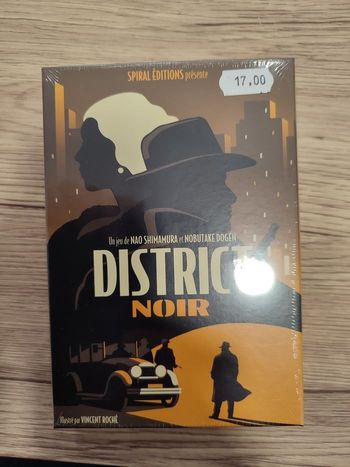 SPIRAL ÉDITIONS présente
17,00
Un jeu de NAO SHIMAMURA et NOBUTAKE DOGEN
DISTRICT
NOIR
Illustré par VINCENT ROCHÉ